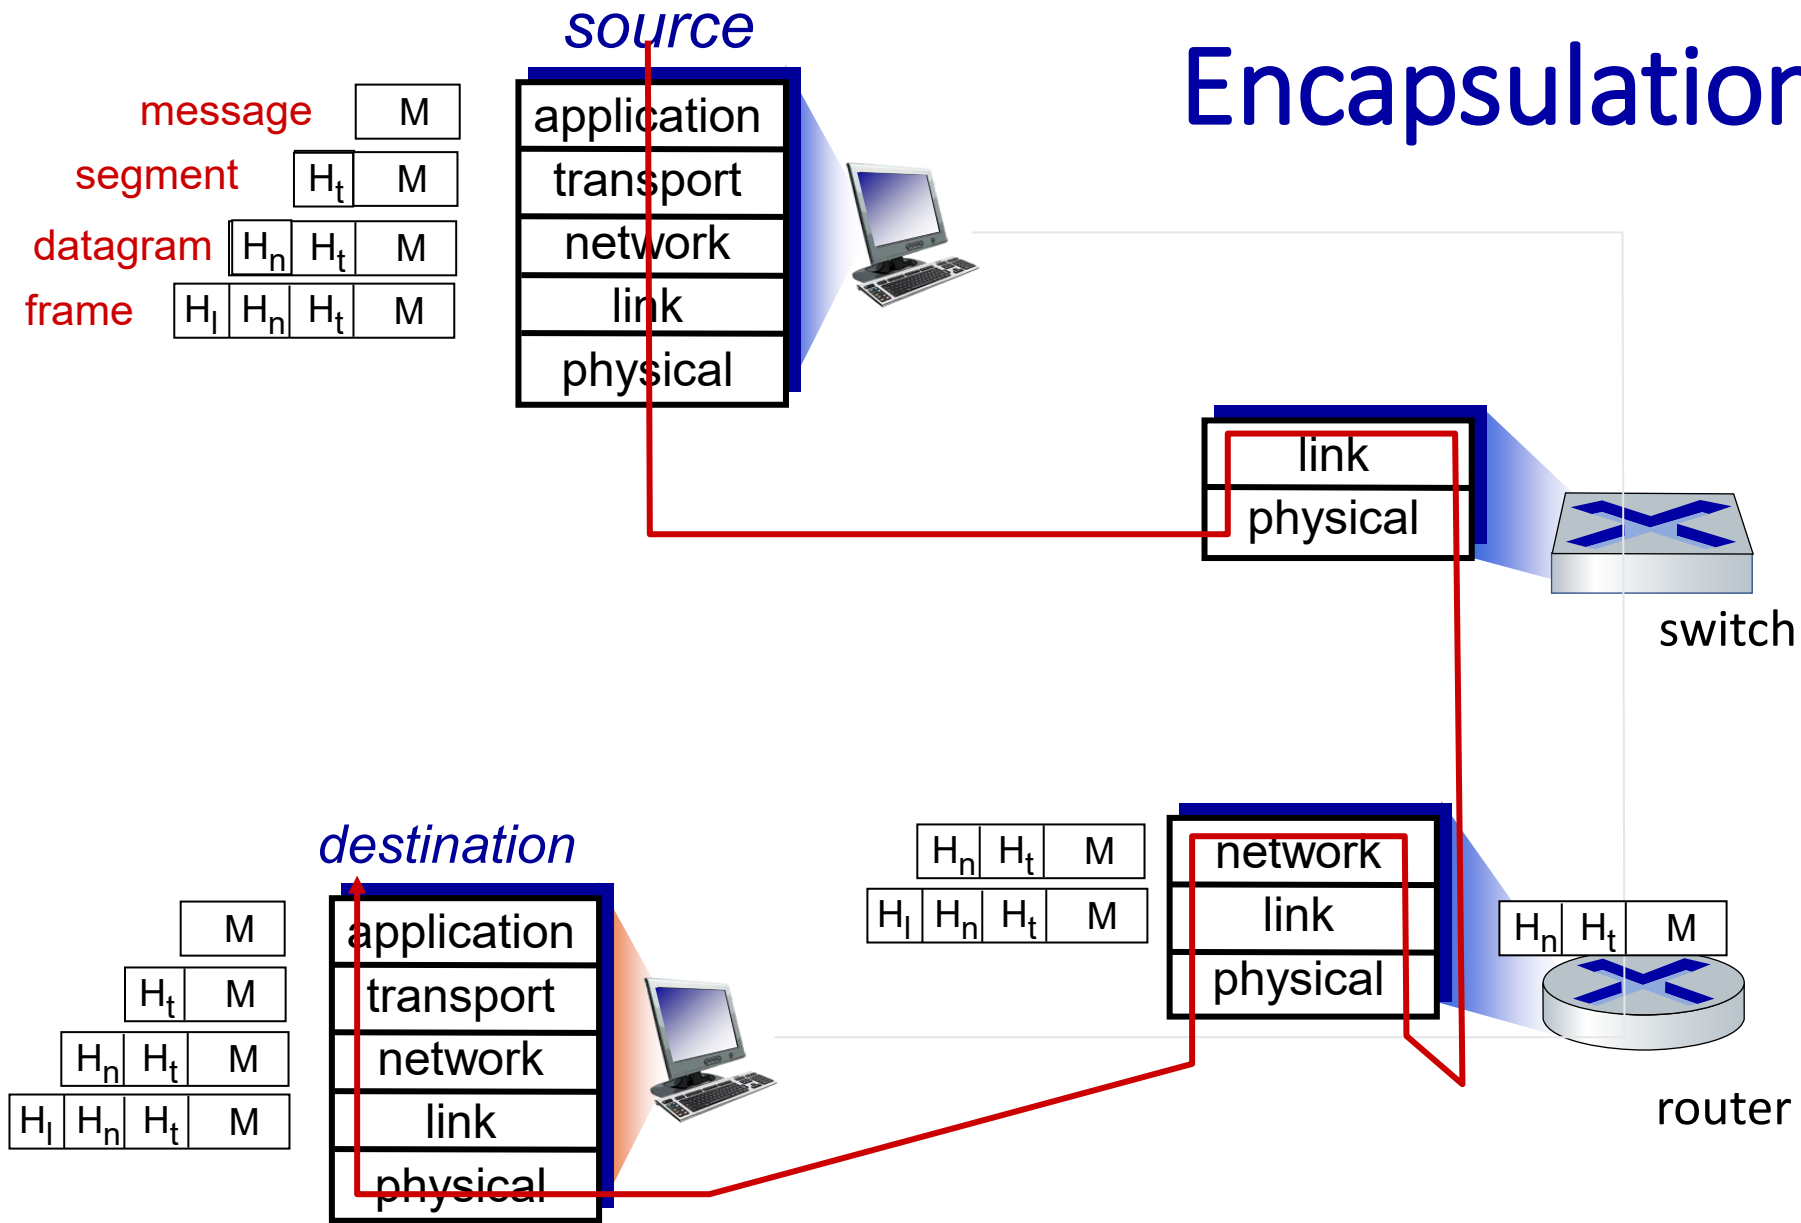 source
Encapsulation
message M
segment Ht M
datagram Hn Ht M
frame Hl Hn Ht M
application
transport
network
link
physical
link
physical
switch
destination
M
Ht M
Hn Ht M
Hl Hn Ht M
application
transport
network
link
physical
Hn Ht M
Hl Hn Ht M
network
link
physical
Hn Ht M
router